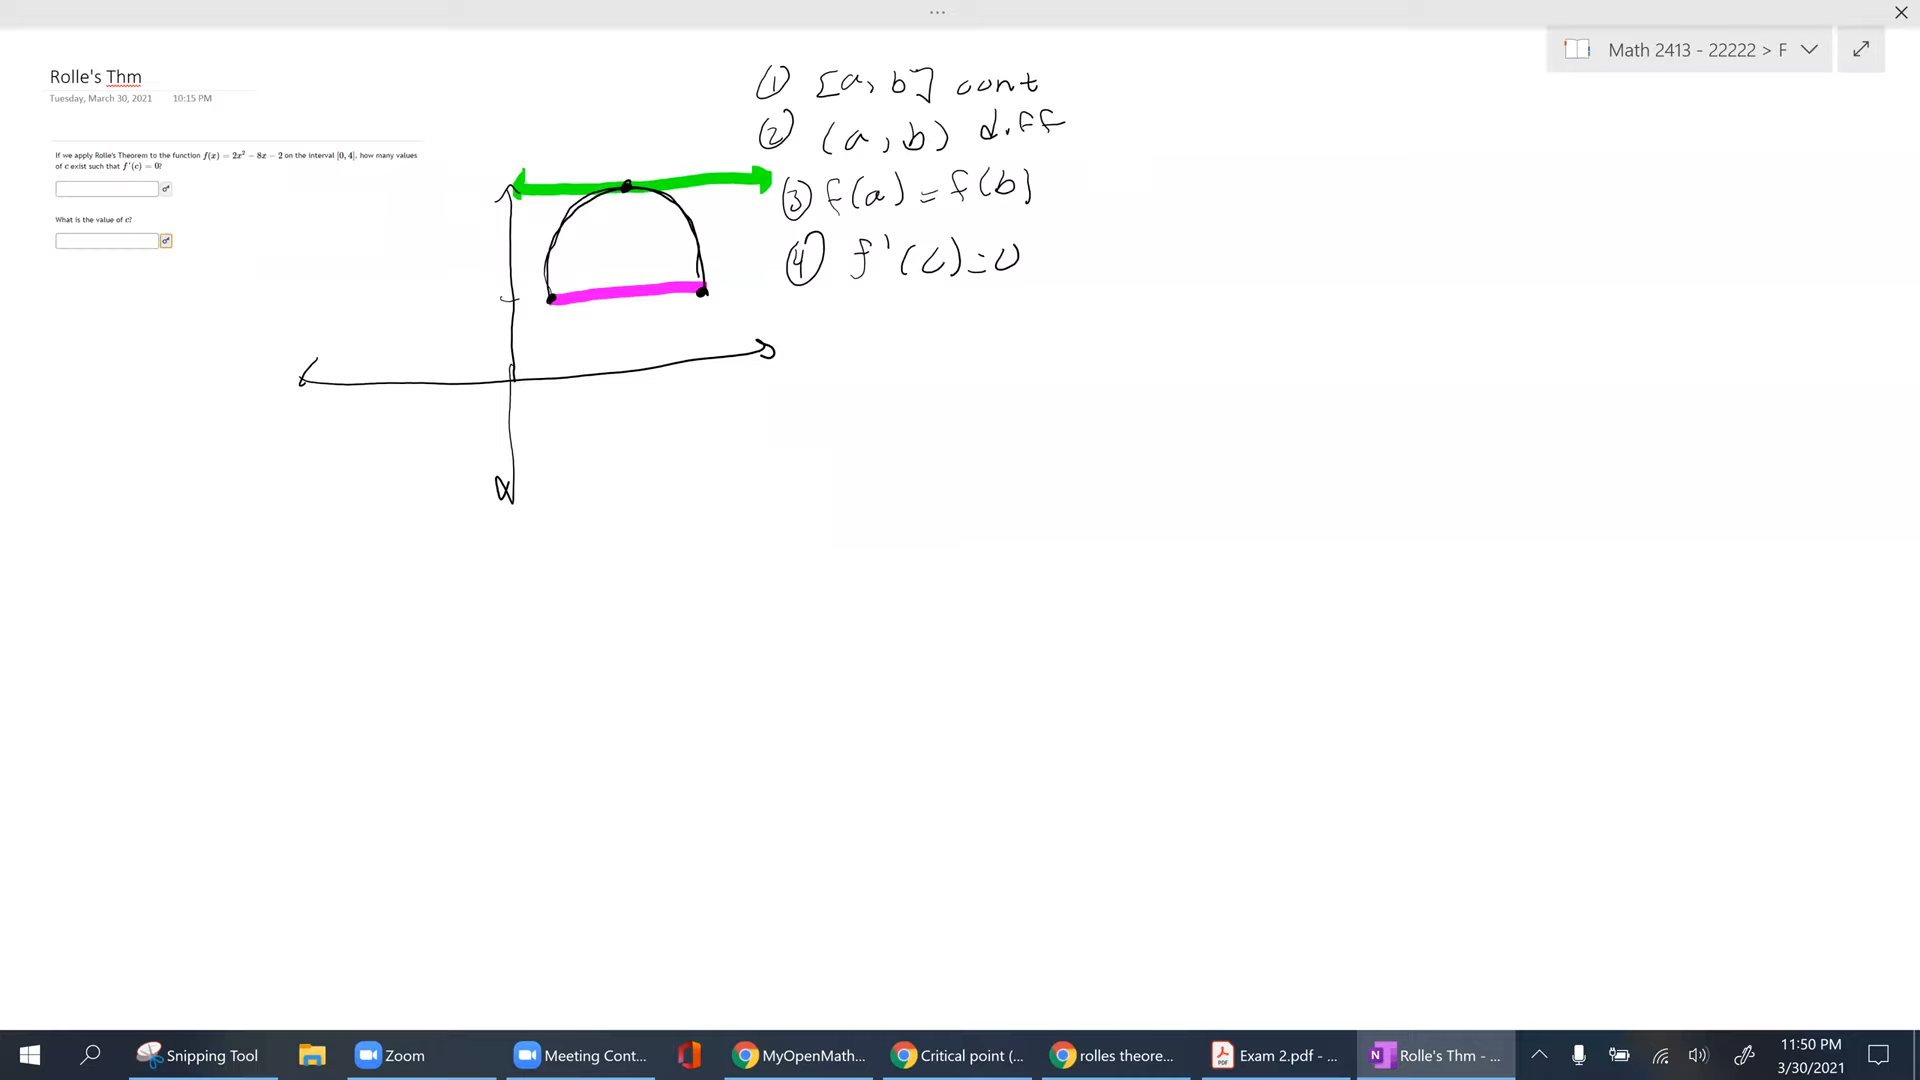 Math 2413 - 22222 > F
Rolle's Thm
Tuesday, March 30, 2021 10:15 PM
If we apply Rolle's Theorem to the function f(x) = 2x² − 8x − 2 on the interval [0, 4], how many values
of c exist such that f'(c) = 0?
What is the value of c?
① [a, b] cont
② (a, b) diff
③ f(a) = f(b)
④ f'(c) = 0
Snipping Tool
Zoom
Meeting Cont...
MyOpenMath...
Critical point (...
rolles theore...
Exam 2.pdf - ...
Rolle's Thm - ...
11:50 PM
3/30/2021